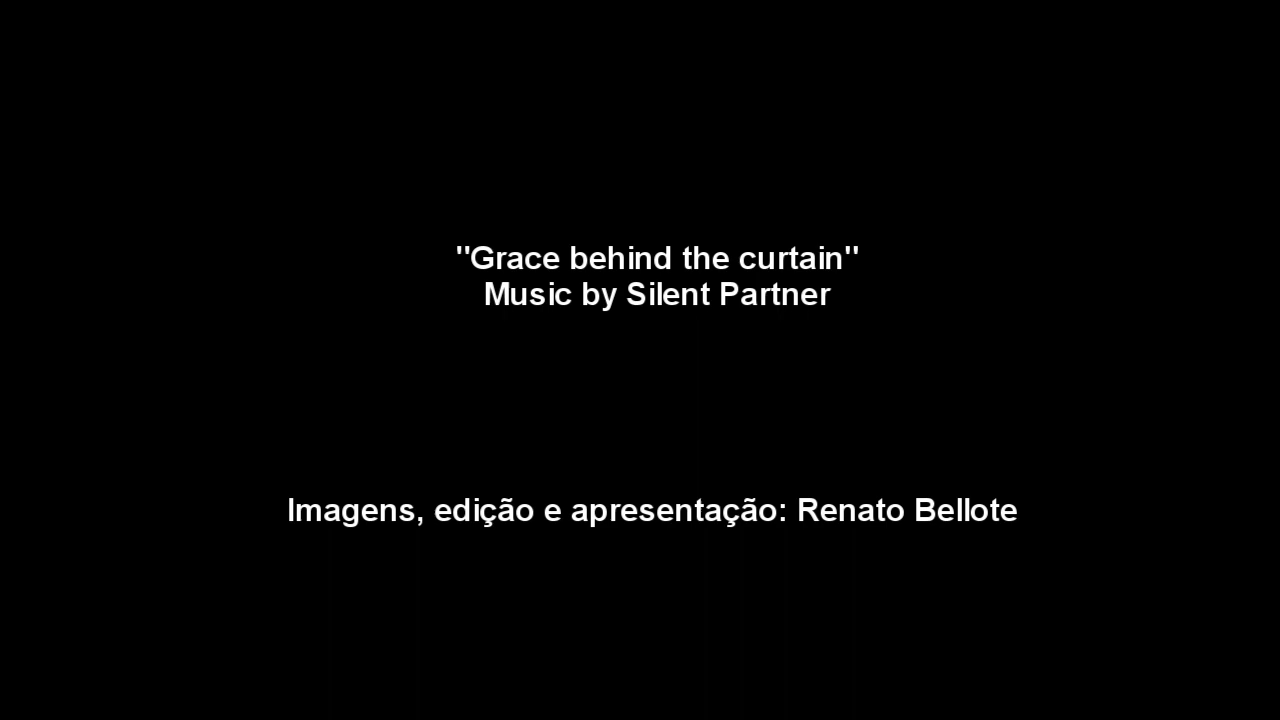 "Grace behind the curtain"
Music by Silent Partner
Imagens, edição e apresentação: Renato Bellote